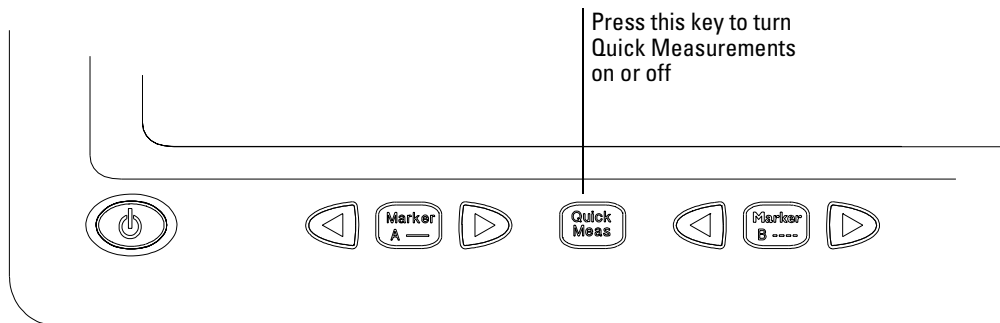 Press this key to turn
Quick Measurements
on or off
Marker
A —
Quick
Meas
Marker
B ----